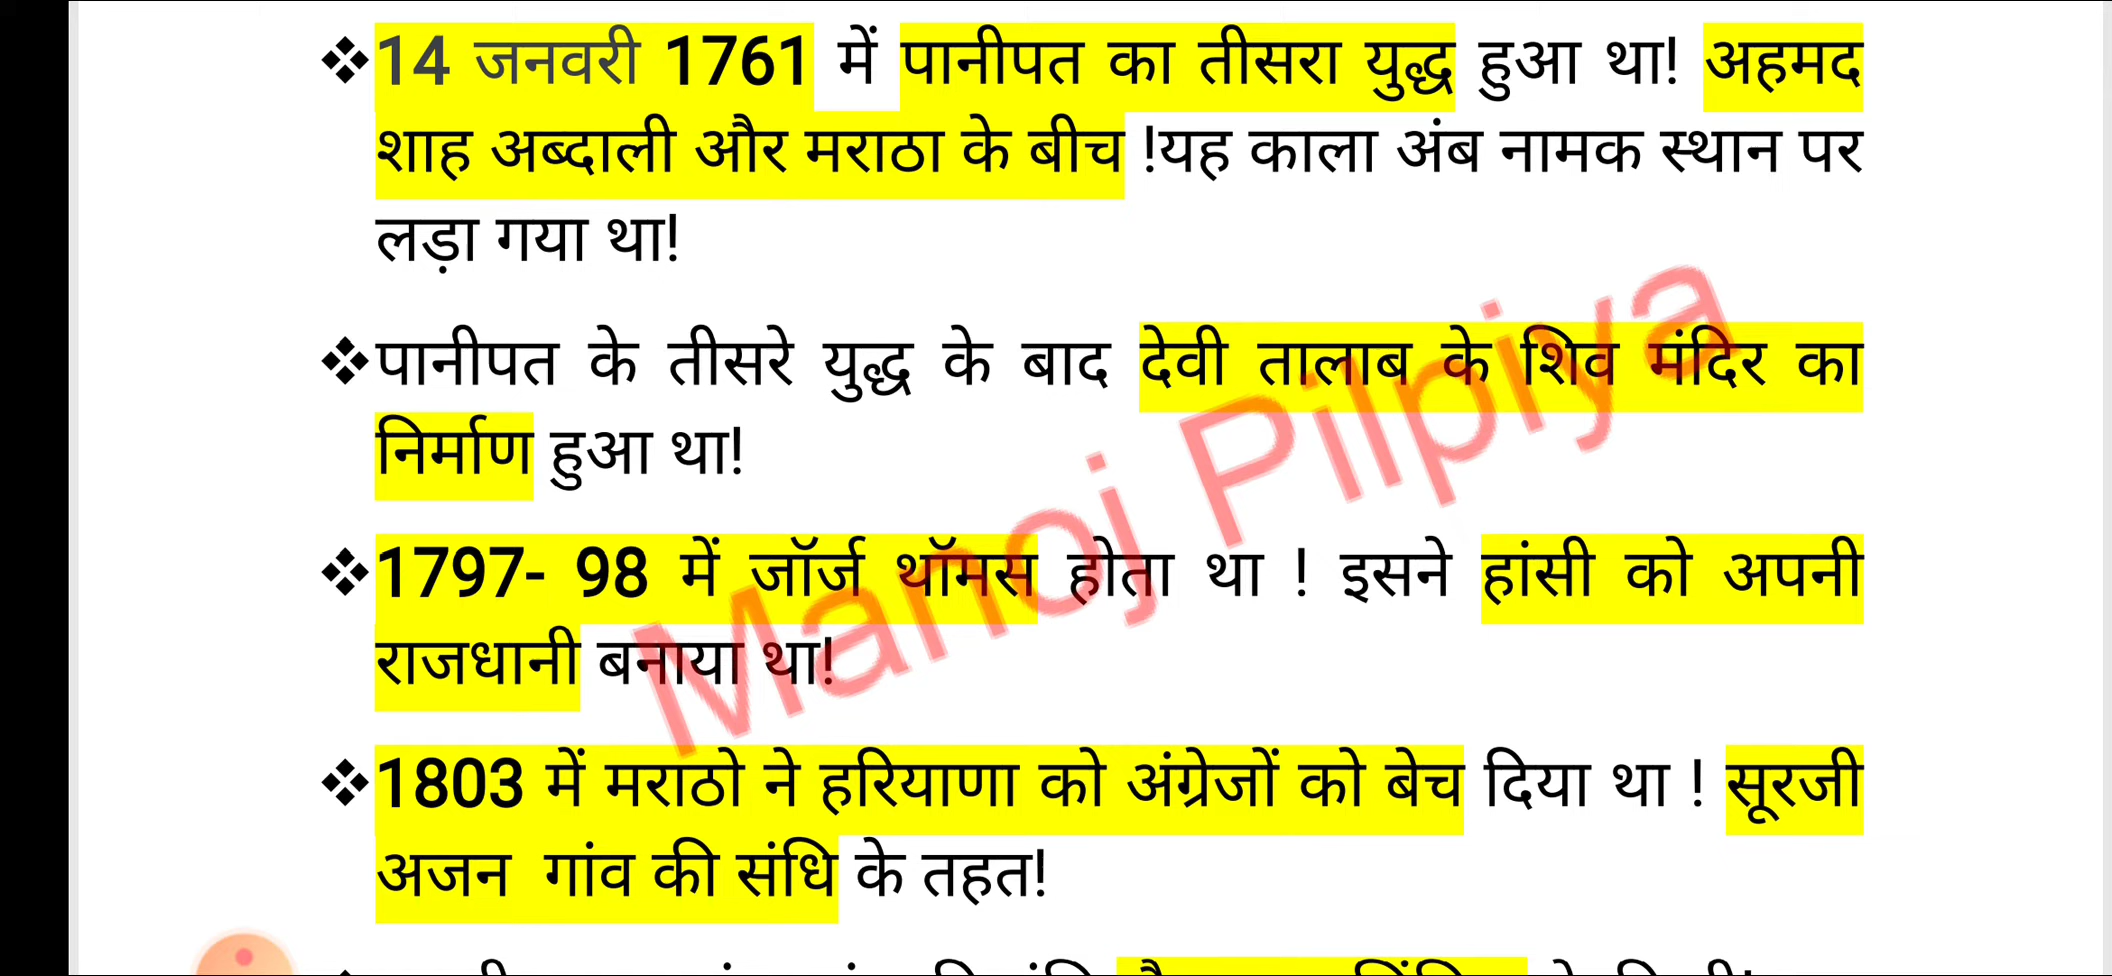 ❖14 जनवरी 1761 में पानीपत का तीसरा युद्ध हुआ था! अहमद
शाह अब्दाली और मराठा के बीच !यह काला अंब नामक स्थान पर
लड़ा गया था!
❖पानीपत के तीसरे युद्ध के बाद देवी तालाब के शिव मंदिर का
निर्माण हुआ था!
❖1797- 98 में जॉर्ज थॉमस होता था ! इसने हांसी को अपनी
राजधानी बनाया था!
❖1803 में मराठो ने हरियाणा को अंग्रेजों को बेच दिया था ! सूरजी
अजन गांव की संधि के तहत!
Manoj Pilpiya